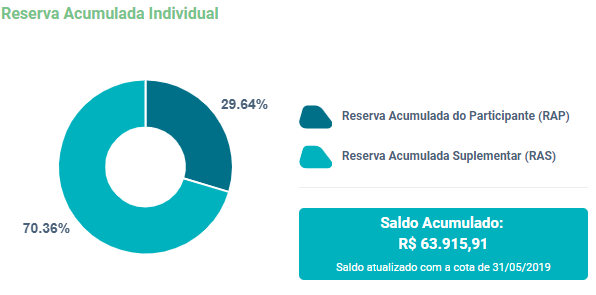 Reserva Acumulada Individual
29.64%
70.36%
Reserva Acumulada do Participante (RAP)
Reserva Acumulada Suplementar (RAS)
Saldo Acumulado:
R$ 63.915,91
Saldo atualizado com a cota de 31/05/2019